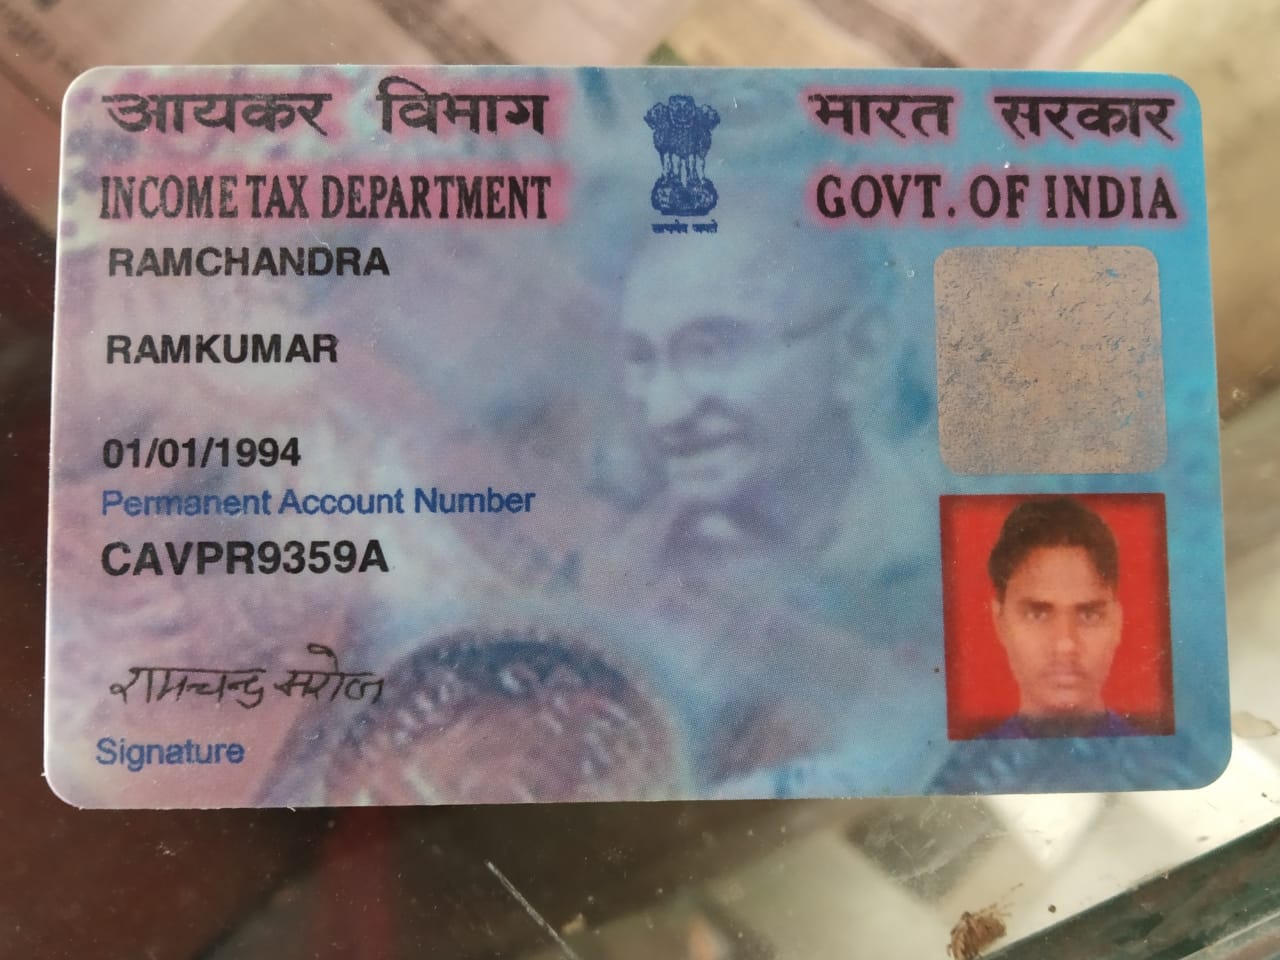 आयकर विभाग
भारत सरकार
INCOME TAX DEPARTMENT
GOVT. OF INDIA
सत्यमेव जयते
RAMCHANDRA
RAMKUMAR
01/01/1994
Permanent Account Number
CAVPR9359A
रामचन्द्र सरोज
Signature